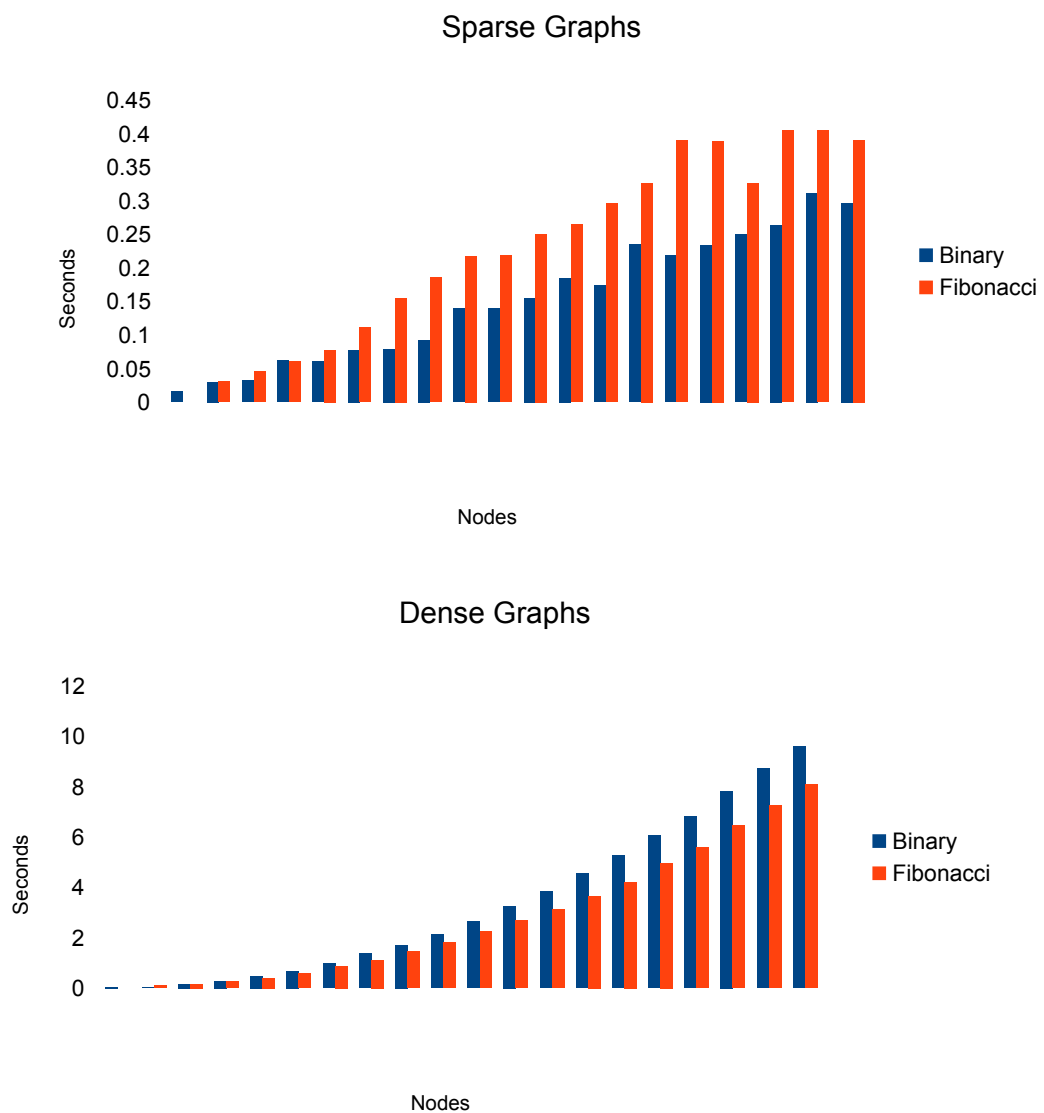 Sparse Graphs
0.45
0.4
0.35
0.3
0.25
0.2
0.15
0.1
0.05
0
Seconds
Binary
Fibonacci
Nodes
Dense Graphs
12
10
8
6
4
2
0
Seconds
Binary
Fibonacci
Nodes